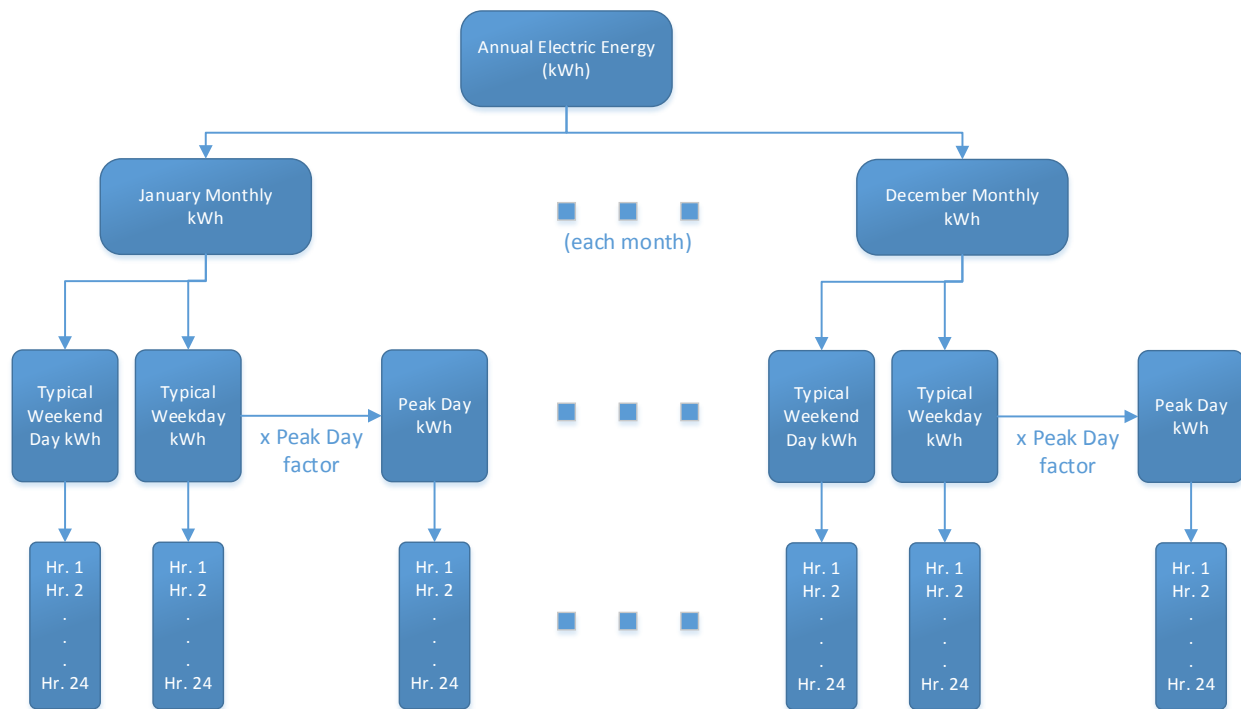 Annual Electric Energy
(kWh)
January Monthly
kWh
December Monthly
kWh
(each month)
Typical
Weekend
Day kWh
Typical
Weekday
kWh
x Peak Day
factor
Peak Day
kWh
Typical
Weekend
Day kWh
Typical
Weekday
kWh
x Peak Day
factor
Peak Day
kWh
Hr. 1
Hr. 2
.
.
.
Hr. 24
Hr. 1
Hr. 2
.
.
.
Hr. 24
Hr. 1
Hr. 2
.
.
.
Hr. 24
Hr. 1
Hr. 2
.
.
.
Hr. 24
Hr. 1
Hr. 2
.
.
.
Hr. 24
Hr. 1
Hr. 2
.
.
.
Hr. 24